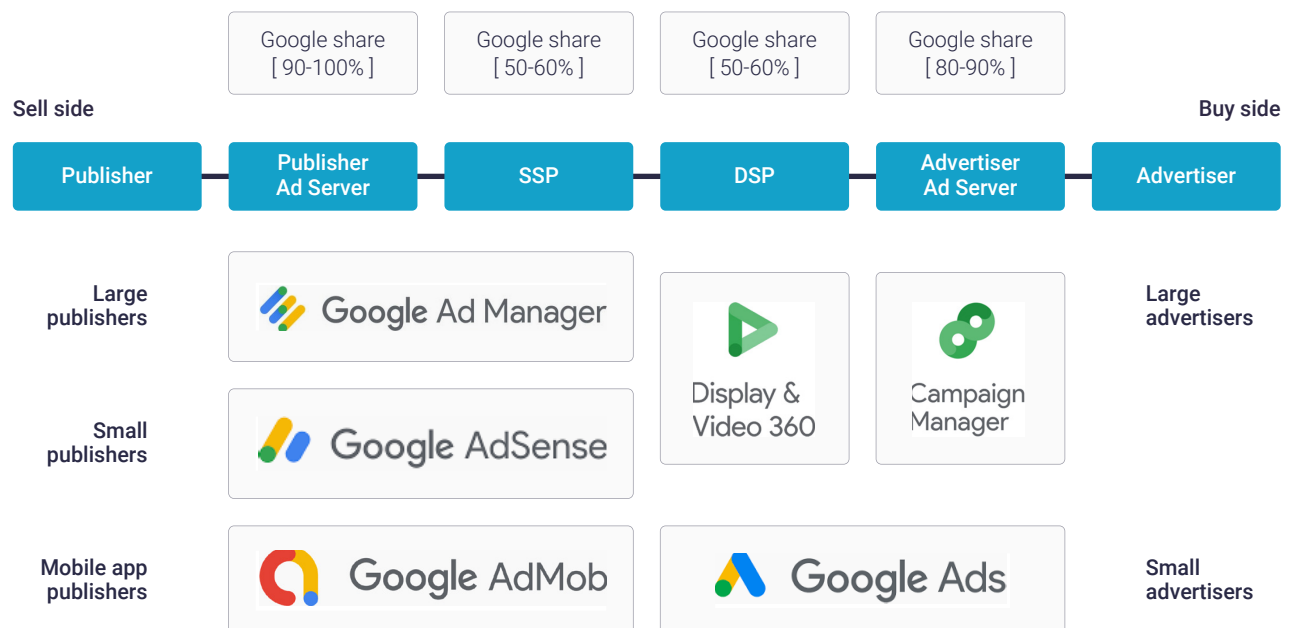 Google share
[ 90-100% ]
Google share
[ 50-60% ]
Google share
[ 50-60% ]
Google share
[ 80-90% ]
Sell side
Buy side
Publisher
Publisher
Ad Server
SSP
DSP
Advertiser
Ad Server
Advertiser
Large
publishers
Google Ad Manager
Display &
Video 360
Campaign
Manager
Large
advertisers
Small
publishers
Google AdSense
Mobile app
publishers
Google AdMob
Google Ads
Small
advertisers